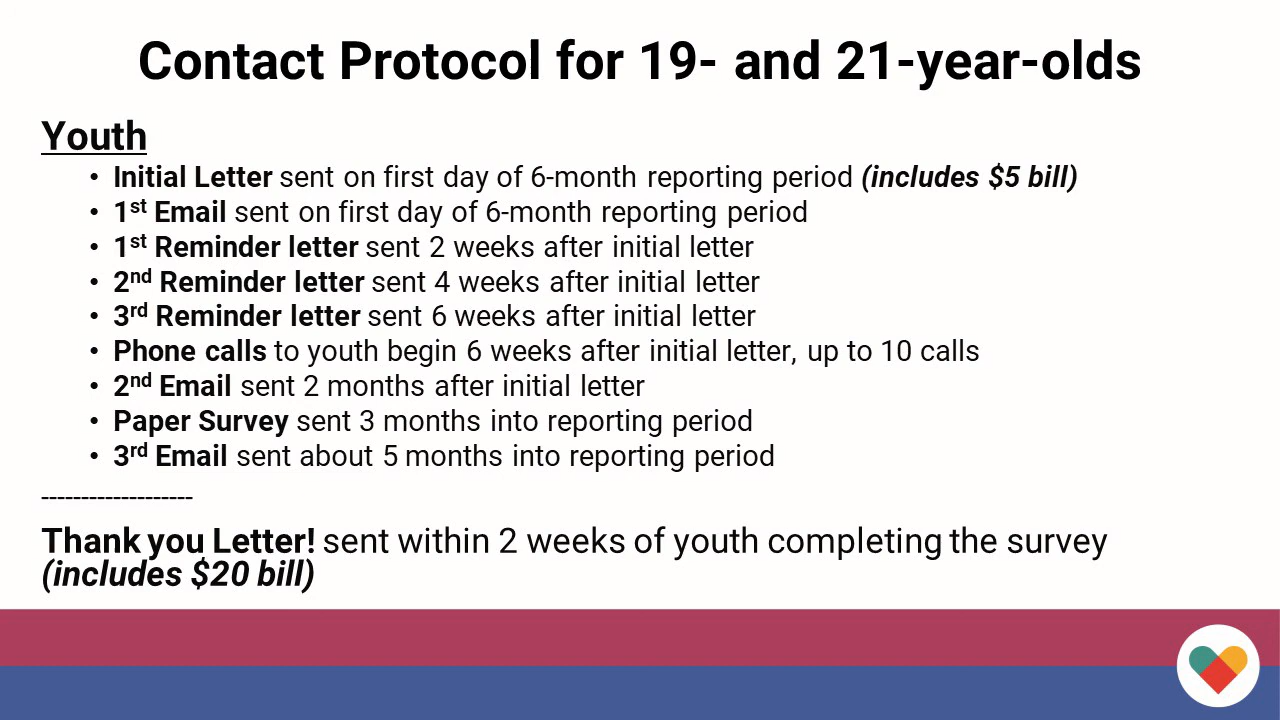 Contact Protocol for 19- and 21-year-olds
Youth
• Initial Letter sent on first day of 6-month reporting period (includes $5 bill)
• 1st Email sent on first day of 6-month reporting period
• 1st Reminder letter sent 2 weeks after initial letter
• 2nd Reminder letter sent 4 weeks after initial letter
• 3rd Reminder letter sent 6 weeks after initial letter
• Phone calls to youth begin 6 weeks after initial letter, up to 10 calls
• 2nd Email sent 2 months after initial letter
• Paper Survey sent 3 months into reporting period
• 3rd Email sent about 5 months into reporting period
-------------------
Thank you Letter! sent within 2 weeks of youth completing the survey
(includes $20 bill)